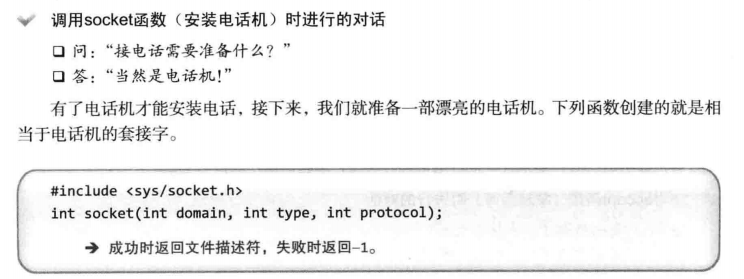 调用socket函数（安装电话机）时进行的对话
问：“接电话需要准备什么？”
答：“当然是电话机！”
有了电话机才能安装电话，接下来，我们就准备一部漂亮的电话机。下列函数创建的就是相
当于电话机的套接字。
#include <sys/socket.h>
int socket(int domain, int type, int protocol);
→ 成功时返回文件描述符，失败时返回–1。